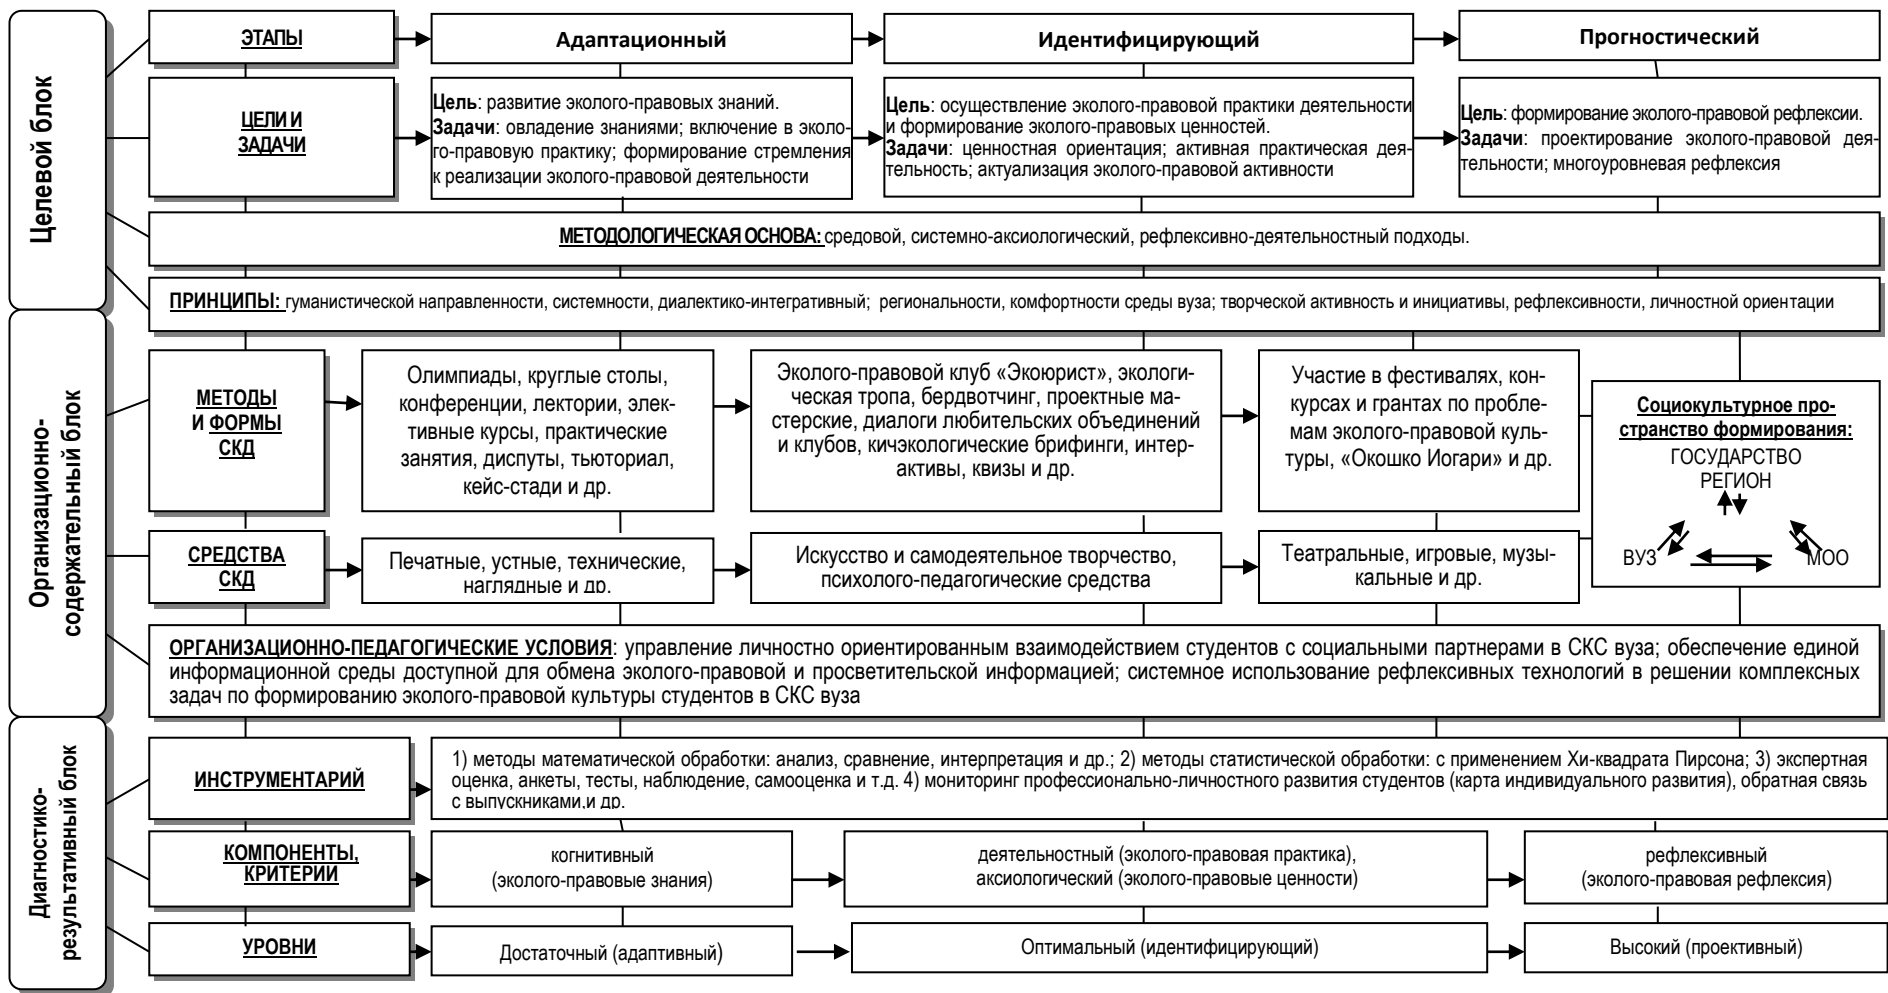 Целевой блок
ЭТАПЫ
Адаптационный
Идентифицирующий
Прогностический
ЦЕЛИ И
ЗАДАЧИ
Цель: развитие эколого-правовых знаний.
Задачи: овладение знаниями; включение в эколо-
го-правовую практику; формирование стремления
к реализации эколого-правовой деятельности
Цель: осуществление эколого-правовой практики деятельности
и формирование эколого-правовых ценностей.
Задачи: ценностная ориентация; активная практическая дея-
тельность; актуализация эколого-правовой активности
Цель: формирование эколого-правовой рефлексии.
Задачи: проектирование эколого-правовой дея-
тельности; многоуровневая рефлексия
МЕТОДОЛОГИЧЕСКАЯ ОСНОВА: средовой, системно-аксиологический, рефлексивно-деятельностный подходы.
ПРИНЦИПЫ: гуманистической направленности, системности, диалектико-интегративный; региональности, комфортности среды вуза; творческой активность и инициативы, рефлексивности, личностной ориентации
Организационно-
содержательный блок
МЕТОДЫ
И ФОРМЫ
СКД
Олимпиады, круглые столы,
конференции, лектории, элек-
тивные курсы, практические
занятия, диспуты, тьюториал,
кейс-стади и др.
Эколого-правовой клуб «Экоюрист», экологи-
ческая тропа, бердвотчинг, проектные ма-
стерские, диалоги любительских объединений
и клубов, кичэкологические брифинги, интер-
активы, квизы и др.
Участие в фестивалях, кон-
курсах и грантах по пробле-
мам эколого-правовой куль-
туры, «Окошко Иогари» и др.
Социокультурное про-
странство формирования:
ГОСУДАРСТВО
РЕГИОН
ВУЗ
МОО
СРЕДСТВА
СКД
Печатные, устные, технические,
наглядные и др.
Искусство и самодеятельное творчество,
психолого-педагогические средства
Театральные, игровые, музы-
кальные и др.
ОРГАНИЗАЦИОННО-ПЕДАГОГИЧЕСКИЕ УСЛОВИЯ: управление личностно ориентированным взаимодействием студентов с социальными партнерами в СКС вуза; обеспечение единой
информационной среды доступной для обмена эколого-правовой и просветительской информацией; системное использование рефлексивных технологий в решении комплексных
задач по формированию эколого-правовой культуры студентов в СКС вуза
Диагностико-
результативный блок
ИНСТРУМЕНТАРИЙ
1) методы математической обработки: анализ, сравнение, интерпретация и др.; 2) методы статистической обработки: с применением Хи-квадрата Пирсона; 3) экспертная
оценка, анкеты, тесты, наблюдение, самооценка и т.д. 4) мониторинг профессионально-личностного развития студентов (карта индивидуального развития), обратная связь
с выпускниками,и др.
КОМПОНЕНТЫ,
КРИТЕРИИ
когнитивный
(эколого-правовые знания)
деятельностный (эколого-правовая практика),
аксиологический (эколого-правовые ценности)
рефлексивный
(эколого-правовая рефлексия)
УРОВНИ
Достаточный (адаптивный)
Оптимальный (идентифицирующий)
Высокий (проективный)